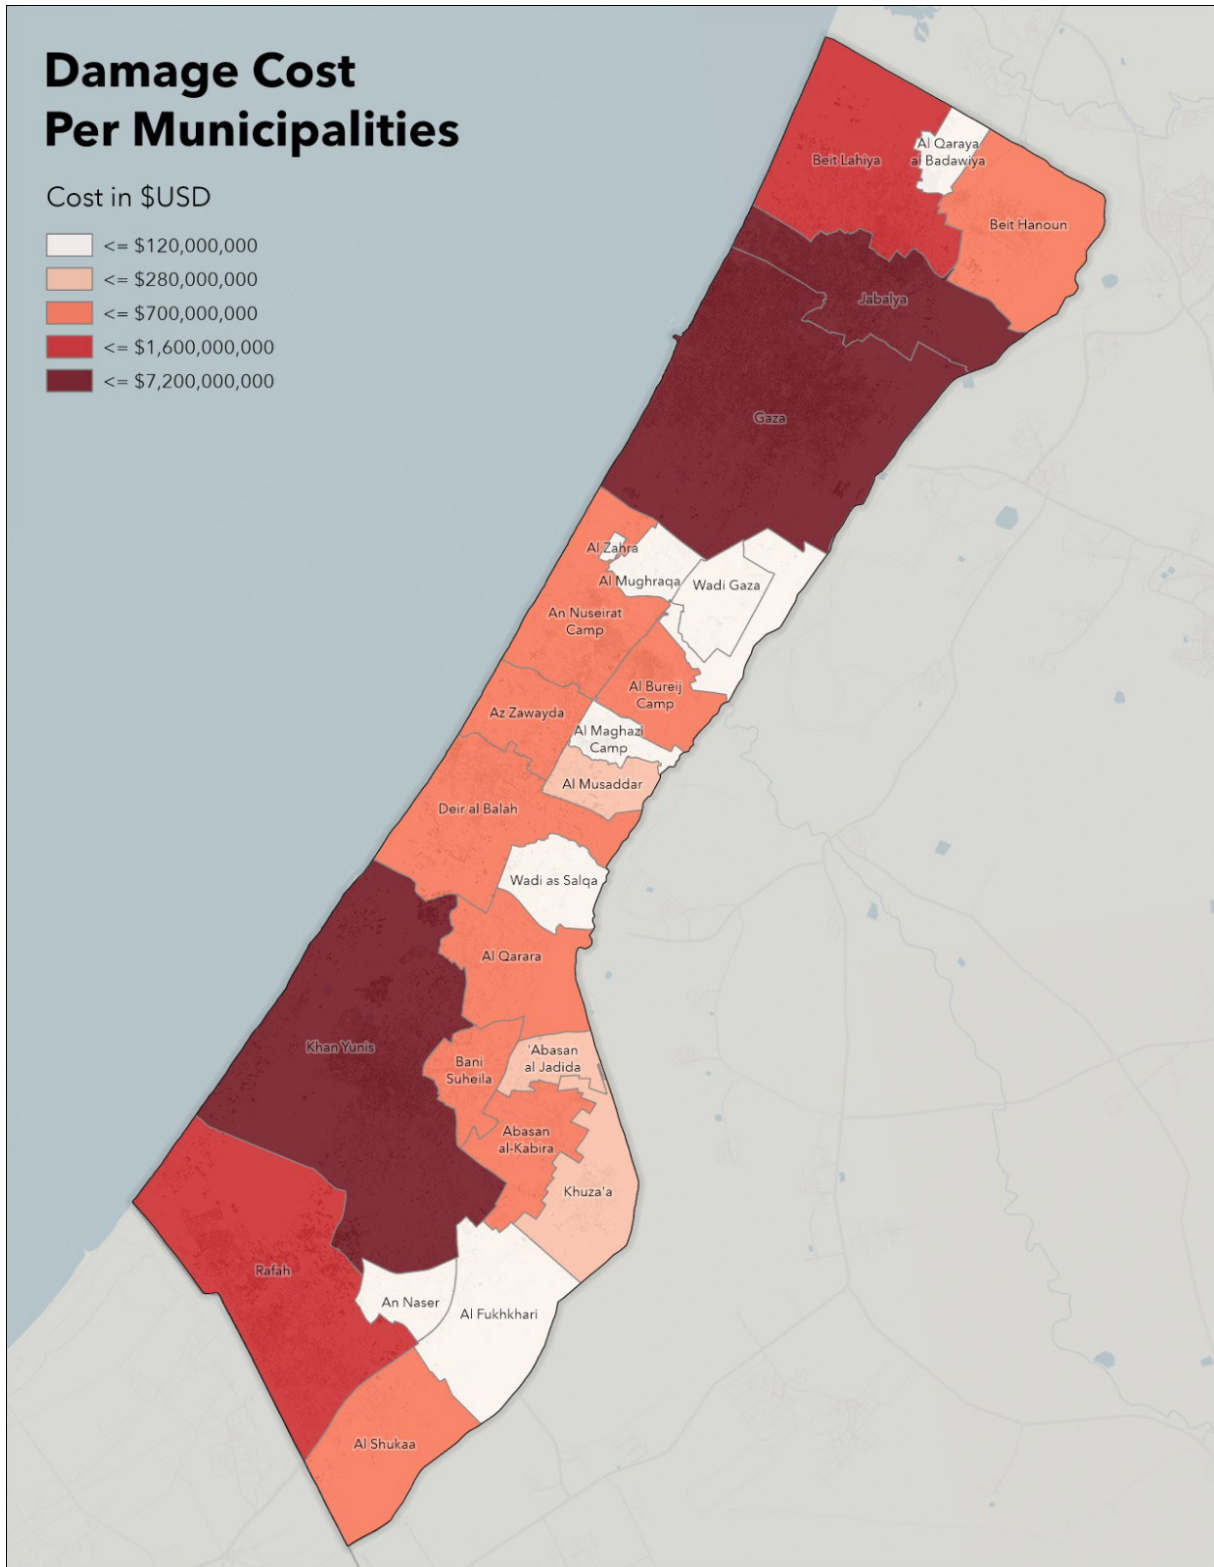 Damage Cost
Per Municipalities
Cost in $USD
<= $120,000,000
<= $280,000,000
<= $700,000,000
<= $1,600,000,000
<= $7,200,000,000
Al Qaraya
al Badawiya
Beit Lahiya
Beit Hanoun
Jabalya
Gaza
Al Zahra
Al Mughraqa
Wadi Gaza
An Nuseirat
Camp
Al Bureij
Camp
Az Zawayda
Al Maghazi
Camp
Al Musaddar
Deir al Balah
Wadi as Salqa
Al Qarara
Khan Yunis
'Abasan
al Jadida
Bani
Suheila
Abasan
al-Kabira
Khuza'a
Rafah
An Naser
Al Fukhkhari
Al Shukaa